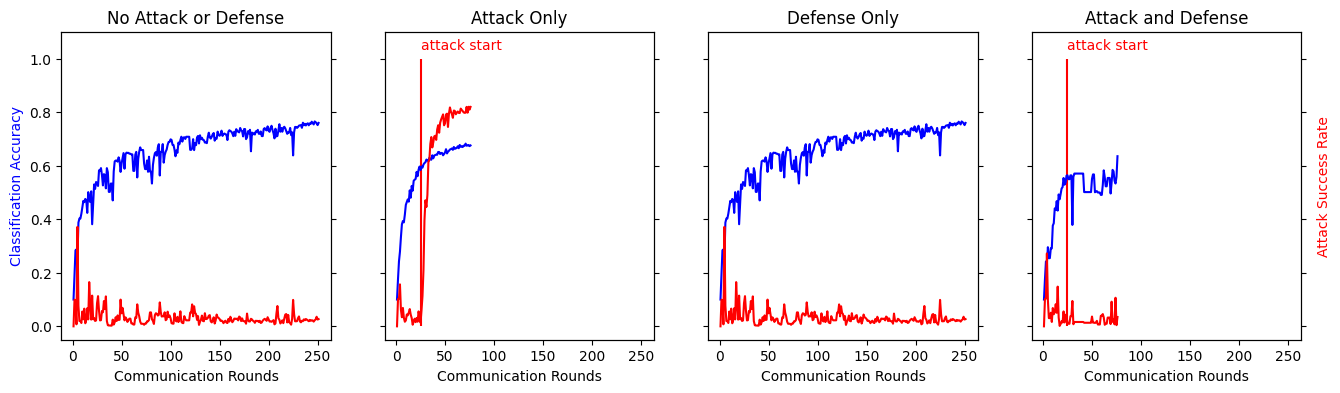 No Attack or Defense
Attack Only
Defense Only
Attack and Defense
attack start
attack start
Classification Accuracy
1.0
0.8
0.6
0.4
0.2
0.0
Attack Success Rate
0 50 100 150 200 250
0 50 100 150 200 250
0 50 100 150 200 250
0 50 100 150 200 250
Communication Rounds
Communication Rounds
Communication Rounds
Communication Rounds